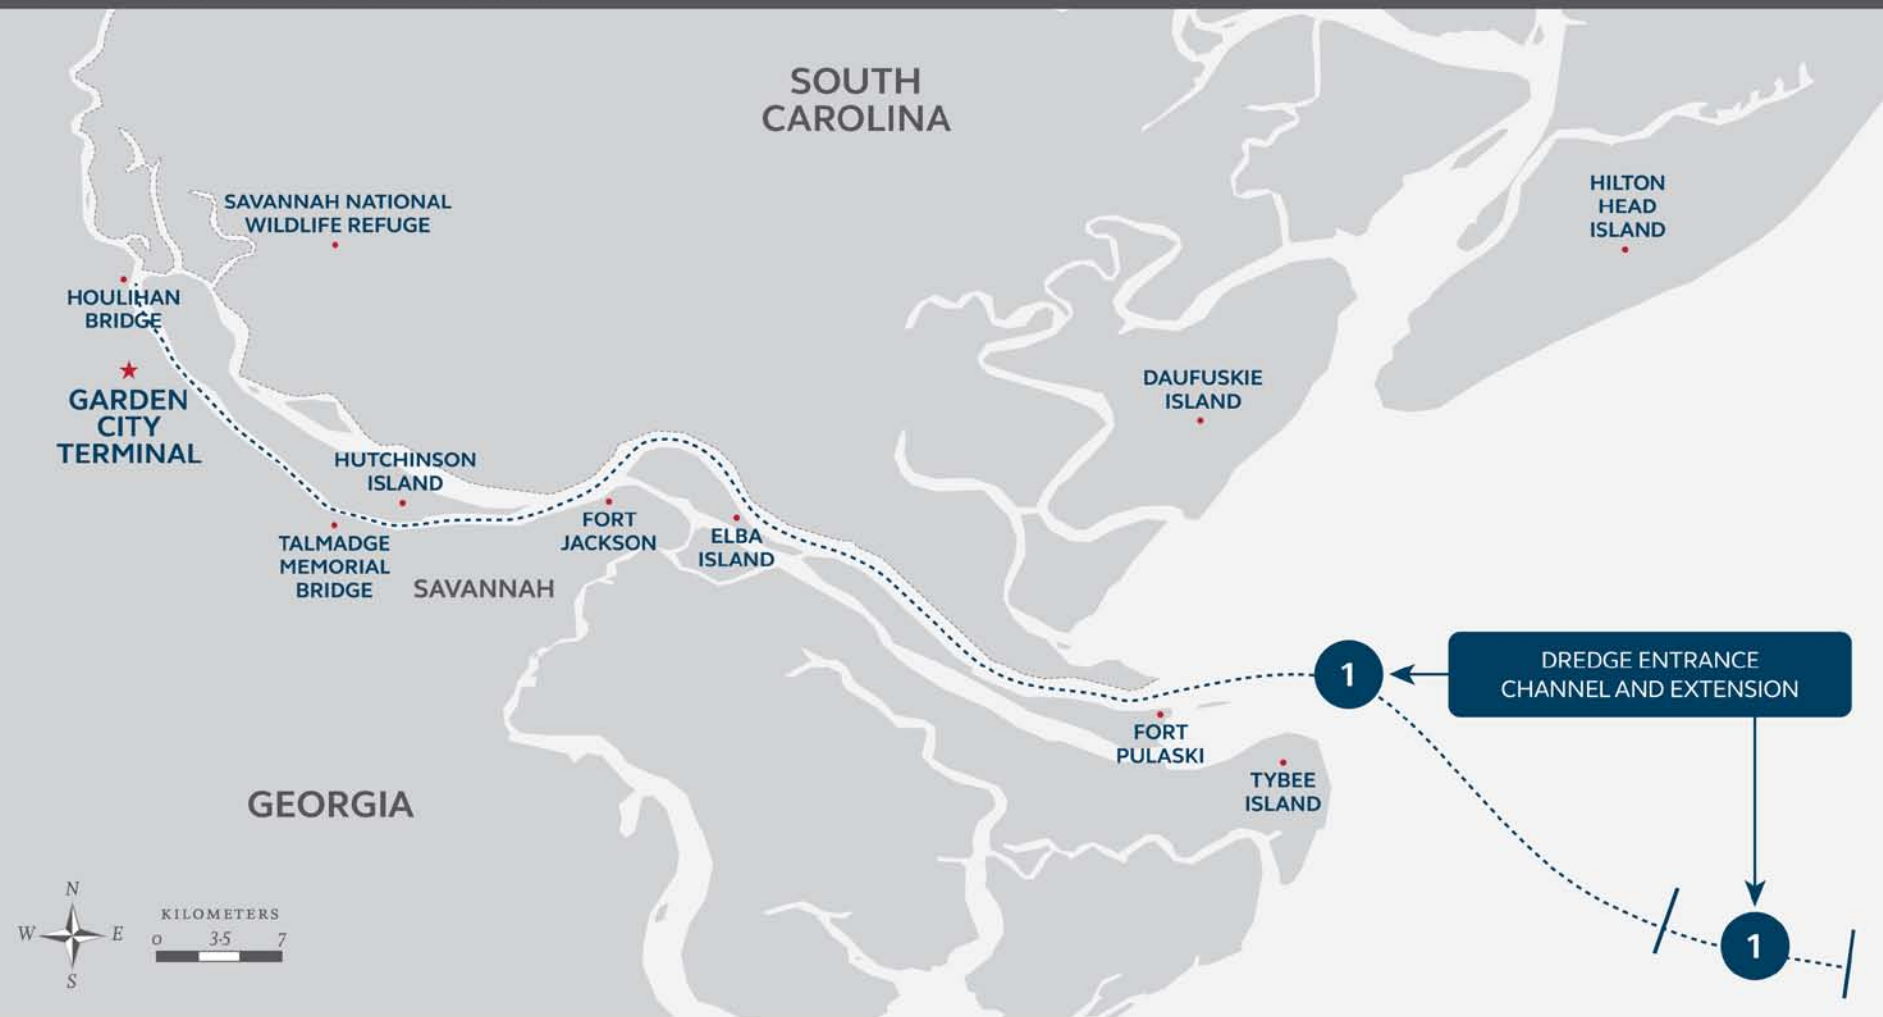 SOUTH
CAROLINA
HILTON
HEAD
ISLAND
SAVANNAH NATIONAL
WILDLIFE REFUGE
HOULIHAN
BRIDGE
GARDEN
CITY
TERMINAL
DAUFUSKIE
ISLAND
HUTCHINSON
ISLAND
TALMADGE
MEMORIAL
BRIDGE
FORT
JACKSON
ELBA
ISLAND
SAVANNAH
1
DREDGE ENTRANCE
CHANNEL AND EXTENSION
FORT
PULASKI
TYBEE
ISLAND
GEORGIA
N
W
E
S
KILOMETERS
0 3.5 7
1